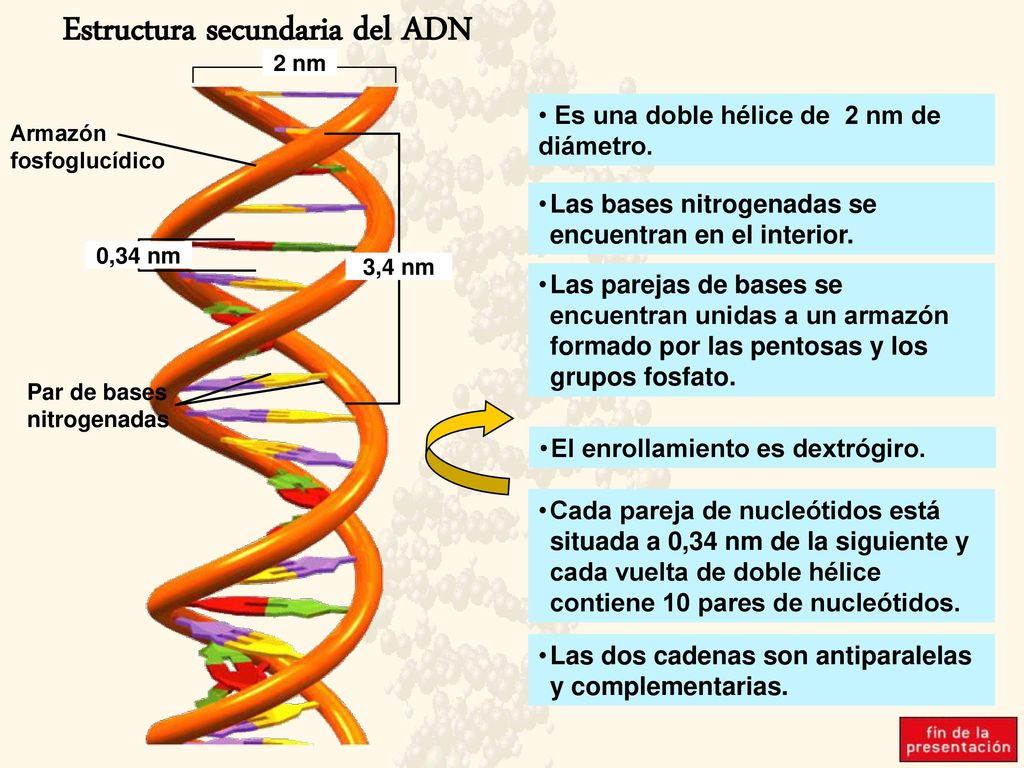 Estructura secundaria del ADN
2 nm
Armazón
fosfoglucídico
0,34 nm
3,4 nm
Par de bases
nitrogenadas
• Es una doble hélice de 2 nm de
diámetro.
•Las bases nitrogenadas se
encuentran en el interior.
•Las parejas de bases se
encuentran unidas a un armazón
formado por las pentosas y los
grupos fosfato.
•El enrollamiento es dextrógiro.
•Cada pareja de nucleótidos está
situada a 0,34 nm de la siguiente y
cada vuelta de doble hélice
contiene 10 pares de nucleótidos.
•Las dos cadenas son antiparalelas
y complementarias.
fin de la
presentación